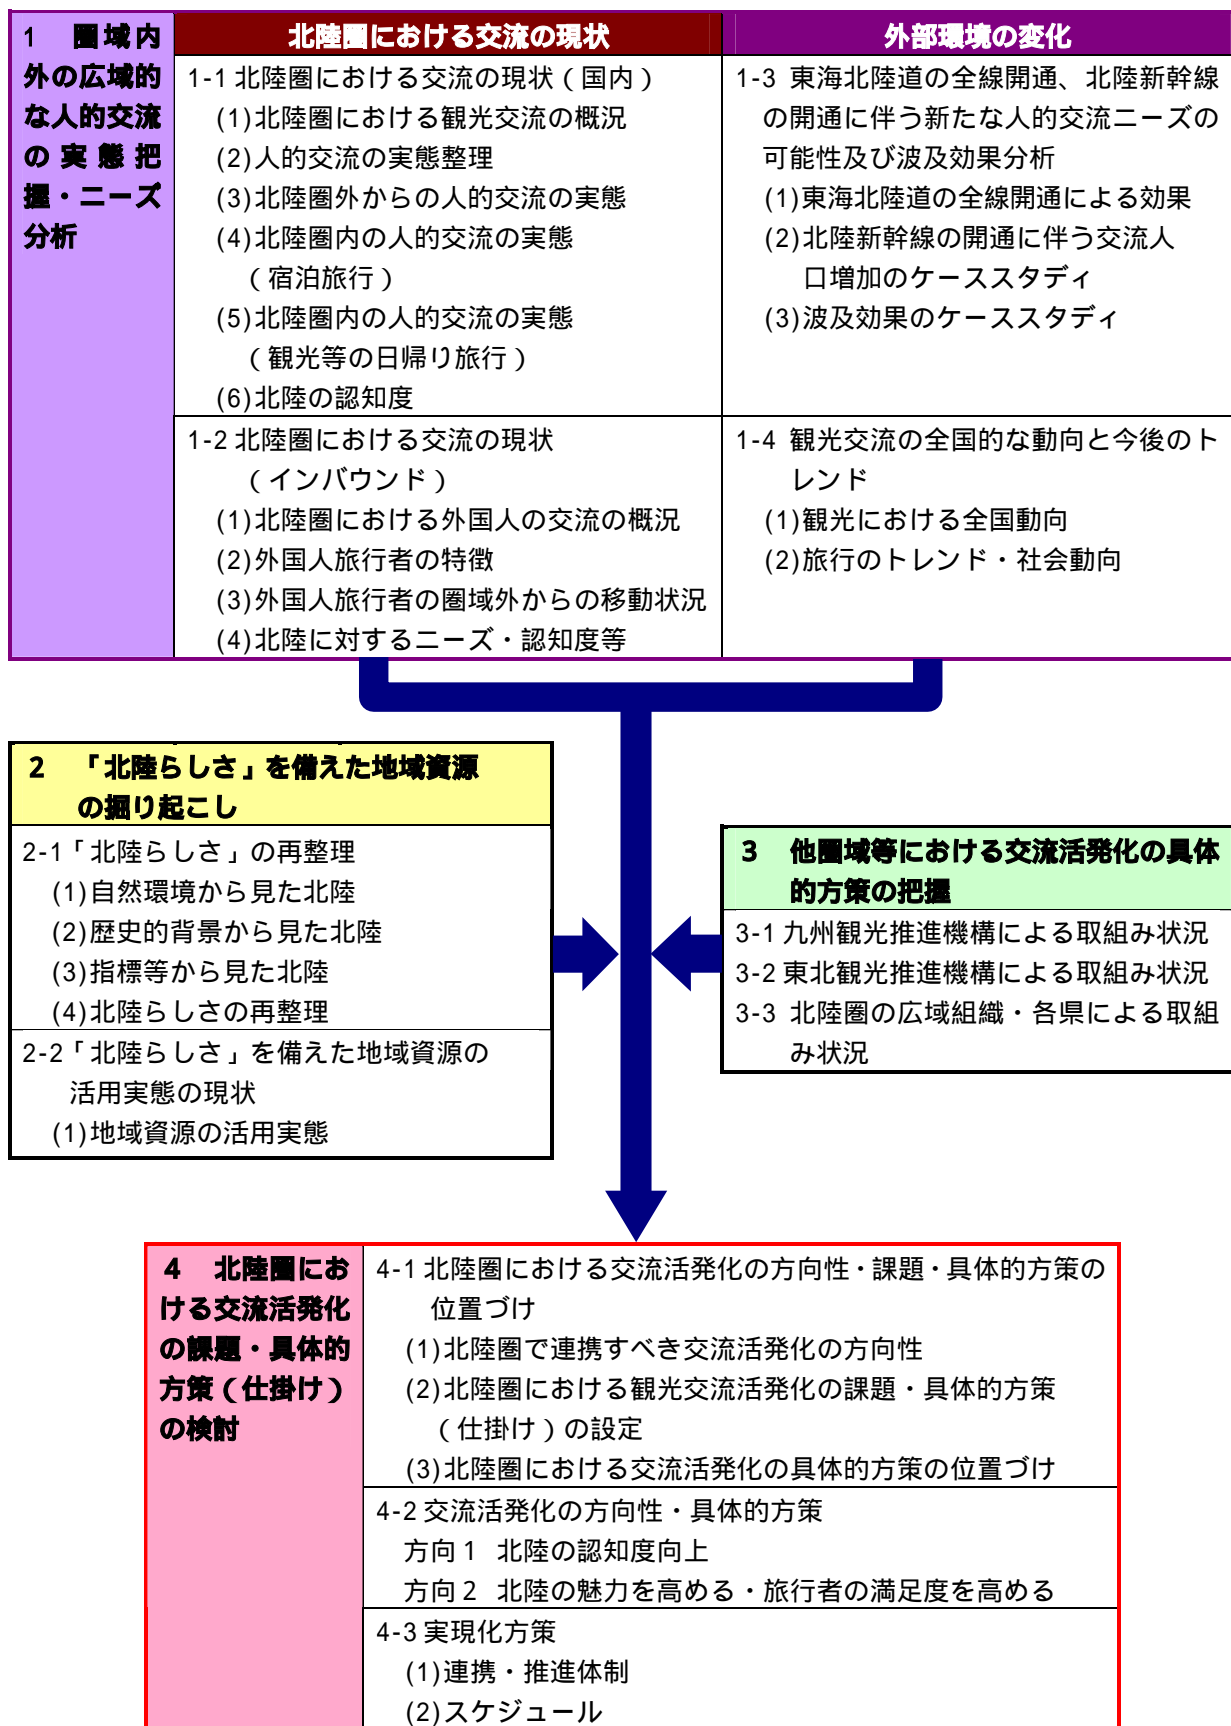 1　圏域内
外の広域的
な人的交流
の実態把
握・ニーズ
分析
北陸圏における交流の現状
1-1 北陸圏における交流の現状（国内）
(1)北陸圏における観光交流の概況
(2)人的交流の実態整理
(3)北陸圏外からの人的交流の実態
(4)北陸圏内の人的交流の実態
（宿泊旅行）
(5)北陸圏内の人的交流の実態
（観光等の日帰り旅行）
(6)北陸の認知度
1-2 北陸圏における交流の現状
（インバウンド）
(1)北陸圏における外国人の交流の概況
(2)外国人旅行者の特徴
(3)外国人旅行者の圏域外からの移動状況
(4)北陸に対するニーズ・認知度等
外部環境の変化
1-3 東海北陸道の全線開通、北陸新幹線
の開通に伴う新たな人的交流ニーズの
可能性及び波及効果分析
(1)東海北陸道の全線開通による効果
(2)北陸新幹線の開通に伴う交流人
口増加のケーススタディ
(3)波及効果のケーススタディ
1-4 観光交流の全国的な動向と今後のト
レンド
(1)観光における全国動向
(2)旅行のトレンド・社会動向
2　「北陸らしさ」を備えた地域資源
の掘り起こし
2-1「北陸らしさ」の再整理
(1)自然環境から見た北陸
(2)歴史的背景から見た北陸
(3)指標等から見た北陸
(4)北陸らしさの再整理
2-2「北陸らしさ」を備えた地域資源の
活用実態の現状
(1)地域資源の活用実態
3　他圏域等における交流活発化の具体
的方策の把握
3-1 九州観光推進機構による取組み状況
3-2 東北観光推進機構による取組み状況
3-3 北陸圏の広域組織・各県による取組
み状況
4　北陸圏にお
ける交流活発化
の課題・具体的
方策（仕掛け）
の検討
4-1 北陸圏における交流活発化の方向性・課題・具体的方策の
位置づけ
(1)北陸圏で連携すべき交流活発化の方向性
(2)北陸圏における観光交流活発化の課題・具体的方策
（仕掛け）の設定
(3)北陸圏における交流活発化の具体的方策の位置づけ
4-2 交流活発化の方向性・具体的方策
方向1 北陸の認知度向上
方向2 北陸の魅力を高める・旅行者の満足度を高める
4-3 実現化方策
(1)連携・推進体制
(2)スケジュール